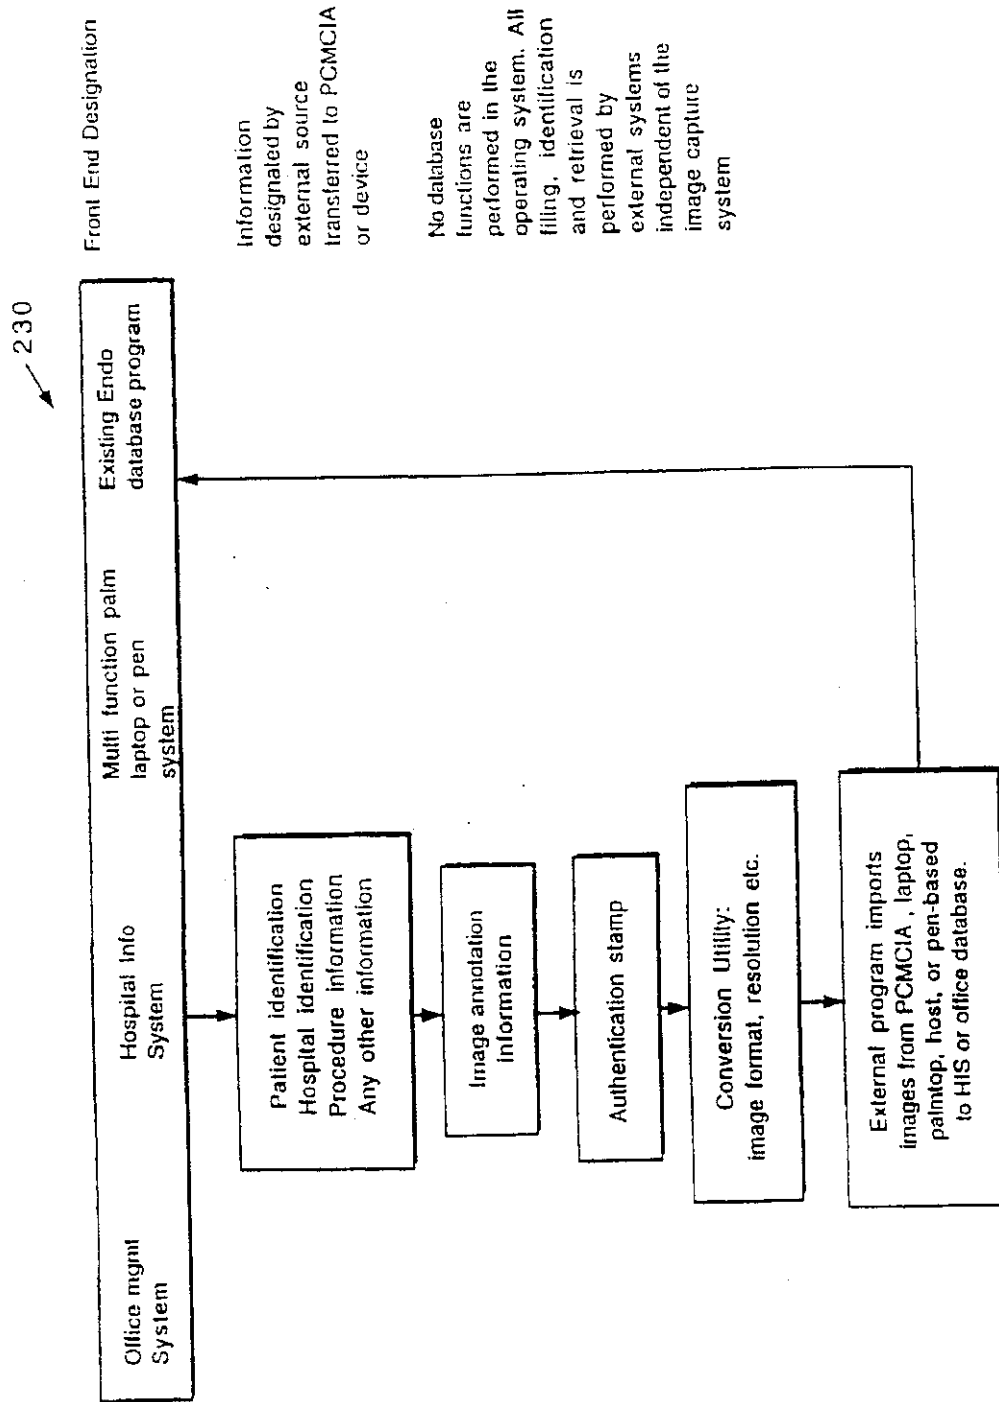 230
Office mgmt
System
Hospital Info
System
Multi function palm
laptop or pen
system
Existing Endo
database program
Front End Designation
Patient identification
Hospital identification
Procedure information
Any other information
Information
designated by
external source
transferred to PCMCIA
or device
Image annotation
Information
Authentication stamp
No database
functions are
performed in the
operating system. All
filing, identification
and retrieval is
performed by
external systems
independent of the
image capture
system
Conversion Utility:
image format, resolution etc.
External program imports
images from PCMCIA , laptop,
palmtop, host, or pen-based
to HIS or office database.